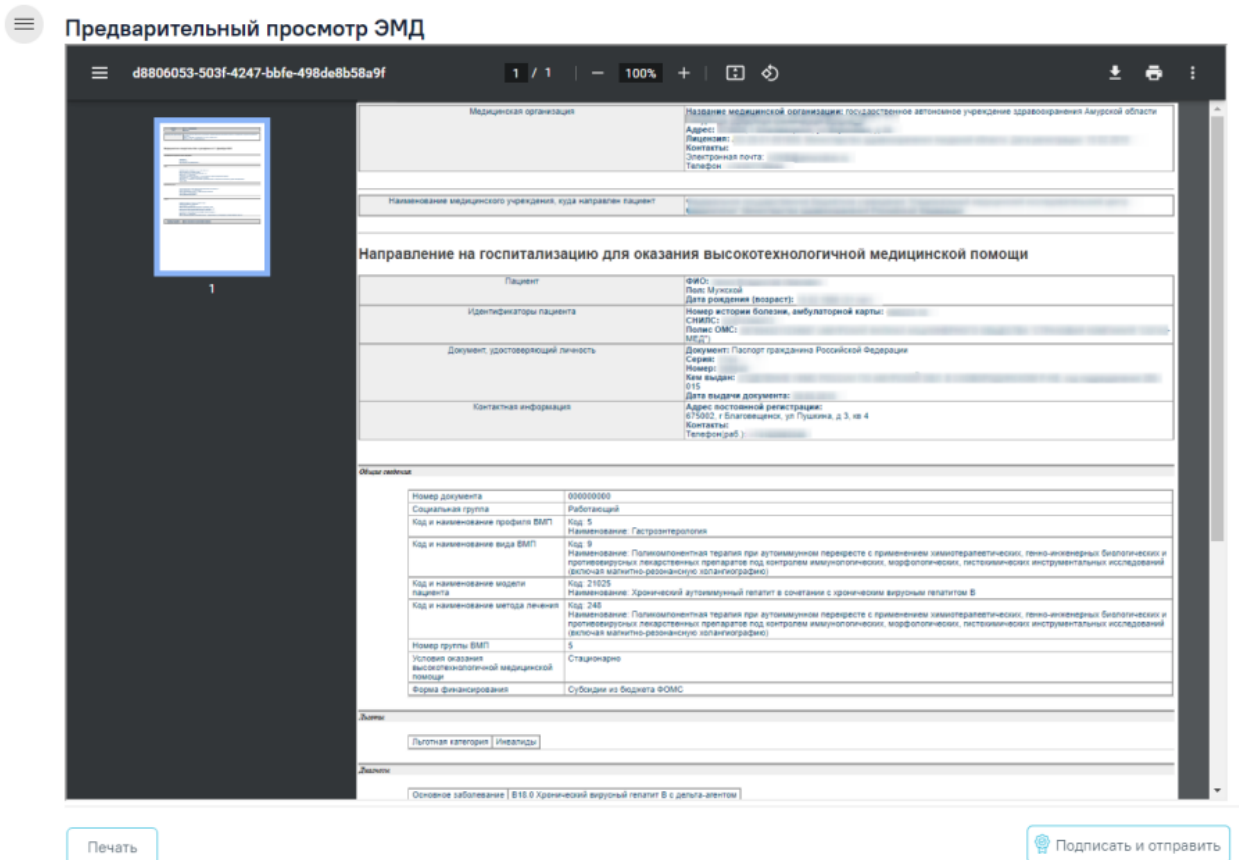 Предварительный просмотр ЭМД
d8806053-503f-4247-bbfe-498de8b58a9f
1 / 1
100%
1
Медицинская организация
Название медицинской организации: государственное автономное учреждение здравоохранения Амурской области
Адрес:
Лицензия:
Контакты:
Электронная почта:
Телефон
Наименование медицинского учреждения, куда направлен пациент
Направление на госпитализацию для оказания высокотехнологичной медицинской помощи
Пациент
ФИО:
Пол: Мужской
Дата рождения (возраст):
Идентификаторы пациента
Номер истории болезни, амбулаторной карты:
СНИЛС:
Полис ОМС:
МЕД")
Документ, удостоверяющий личность
Документ: Паспорт гражданина Российской Федерации
Серия:
Номер:
Кем выдан:
015
Дата выдачи документа:
Контактная информация
Адрес постоянной регистрации:
675002, г Благовещенск, ул Пушкина, д 3, кв 4
Контакты:
Телефон(раб.)
Общие сведения
Номер документа
000000000
Социальная группа
Работающий
Код и наименование профиля ВМП
Код: 5
Наименование: Гастроэнтерология
Код и наименование вида ВМП
Код: 9
Наименование: Поликомпонентная терапия при аутоиммунном перекресте с применением химиотерапевтических, генно-инженерных биологических и
противовирусных лекарственных препаратов под контролем иммунологических, морфологических, гистохимических инструментальных исследований
(включая магнитно-резонансную холангиографию)
Код и наименование модели
пациента
Код: 21025
Наименование: Хронический аутоиммунный гепатит в сочетании с хроническим вирусным гепатитом В
Код и наименование метода лечения
Код: 248
Наименование: Поликомпонентная терапия при аутоиммунном перекресте с применением химиотерапевтических, генно-инженерных биологических и
противовирусных лекарственных препаратов под контролем иммунологических, морфологических, гистохимических инструментальных исследований
(включая магнитно-резонансную холангиографию)
Номер группы ВМП
5
Условия оказания
высокотехнологичной медицинской
помощи
Стационарно
Форма финансирования
Субсидии из бюджета ФОМС
Льготы
Льготная категория
Инвалиды
Диагнозы
Основное заболевание
B18.0 Хронический вирусный гепатит B с дельта-агентом
Печать
Подписать и отправить